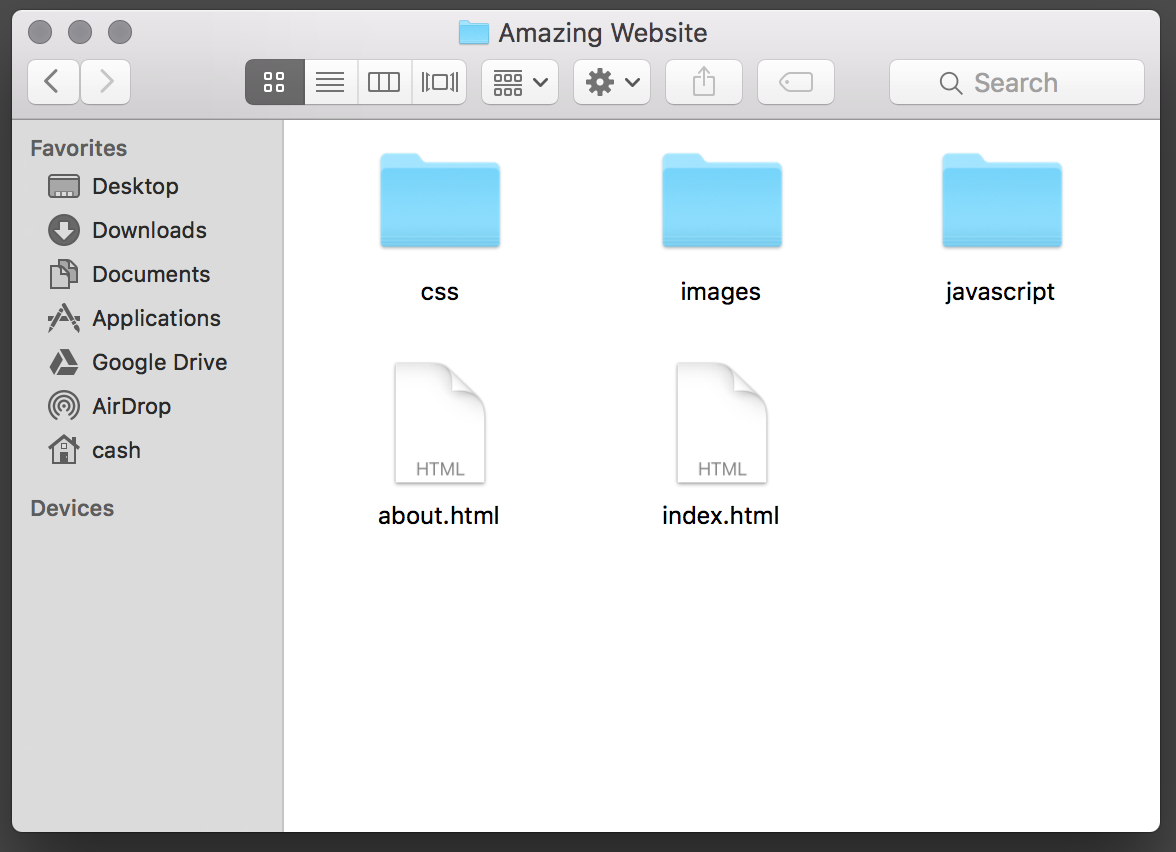 Amazing Website
Search
Favorites
Desktop
Downloads
Documents
Applications
Google Drive
AirDrop
cash
Devices
css
images
javascript
HTML
HTML
about.html
index.html